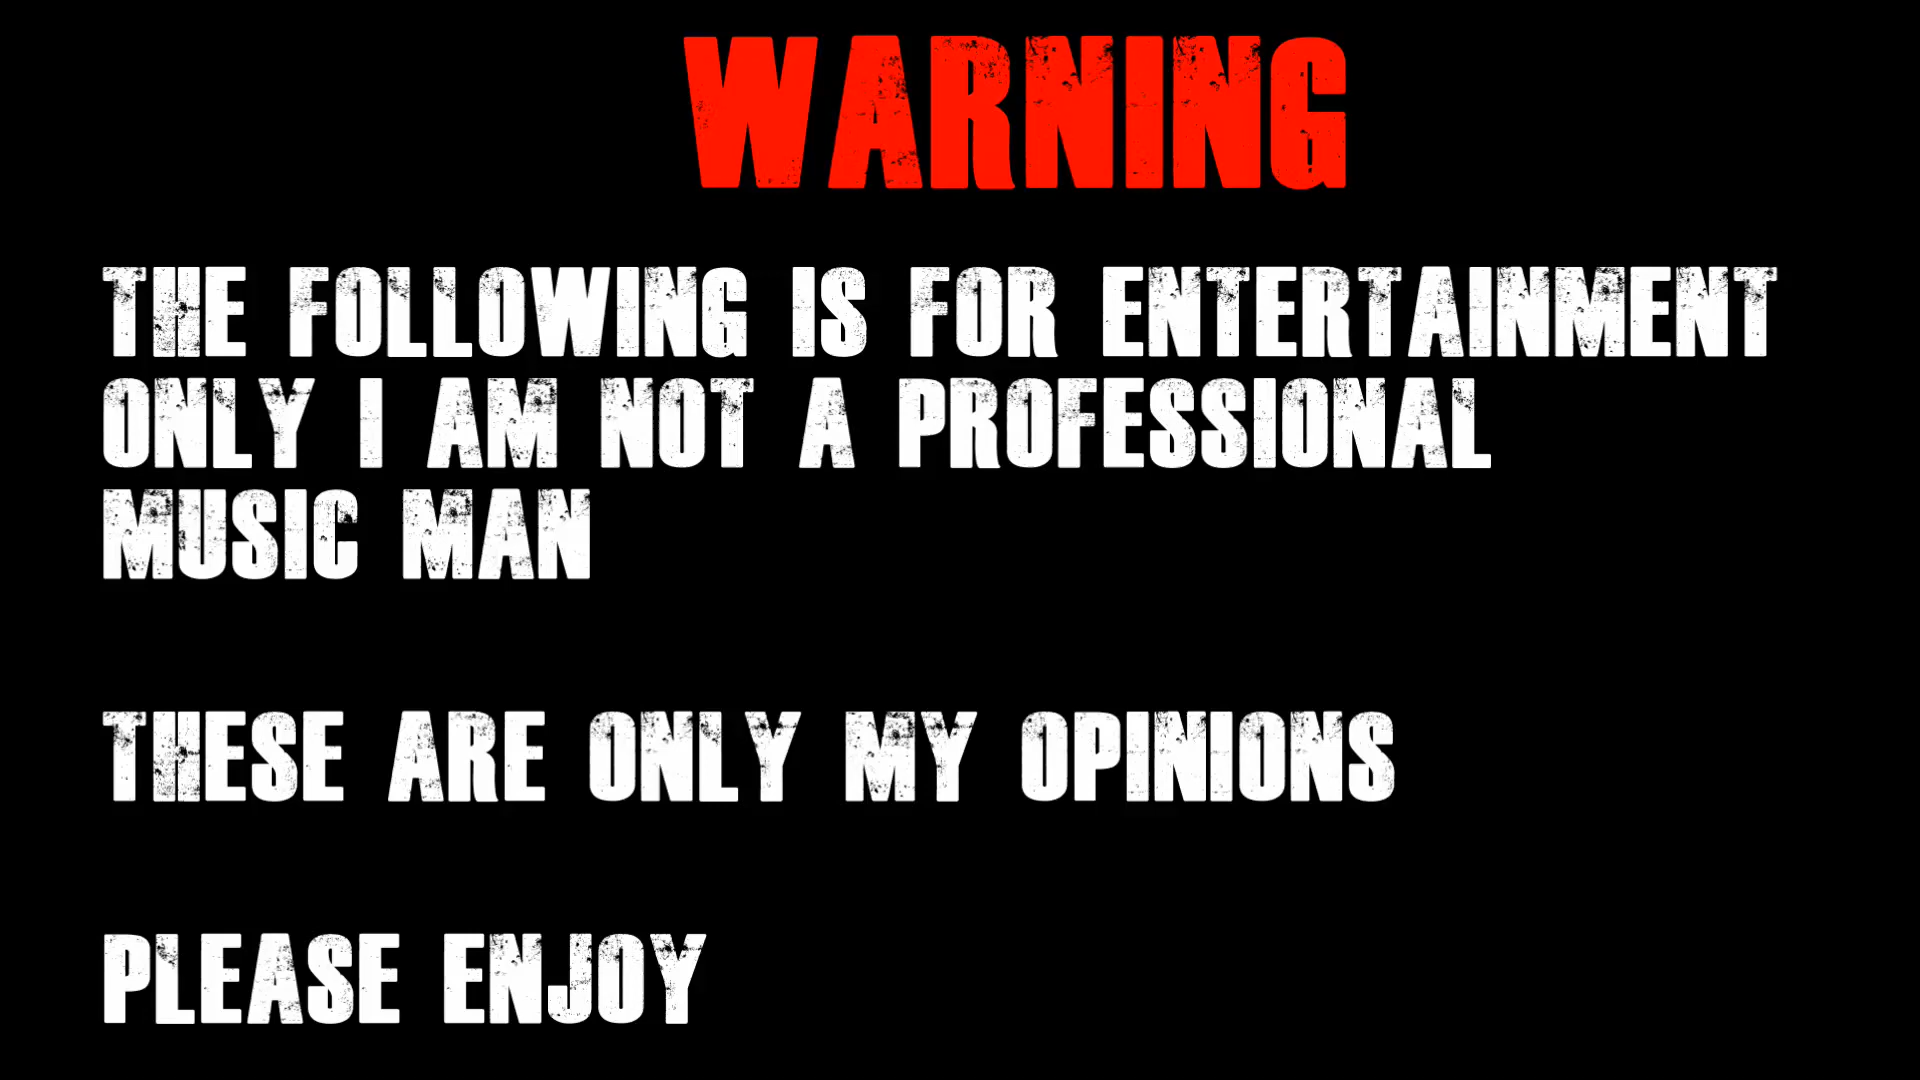 WARNING
THE FOLLOWING IS FOR ENTERTAINMENT
ONLY I AM NOT A PROFESSIONAL
MUSIC MAN
THESE ARE ONLY MY OPINIONS
PLEASE ENJOY